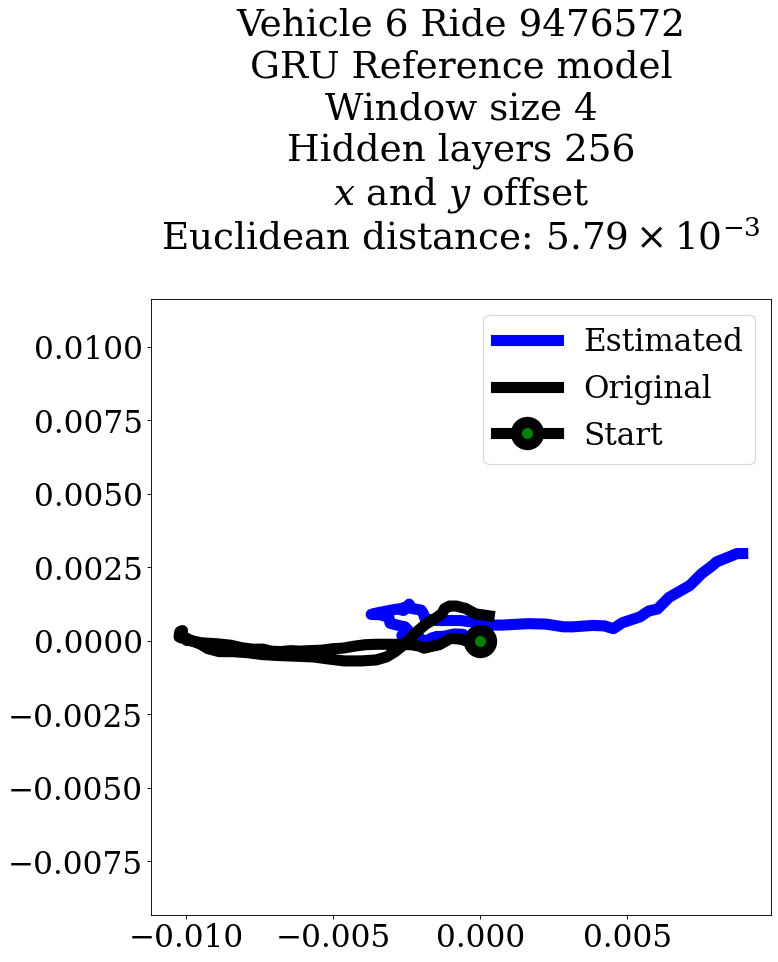 Vehicle 6 Ride 9476572
GRU Reference model
Window size 4
Hidden layers 256
x and y offset
Euclidean distance: 5.79 × 10⁻³
Estimated
Original
Start
0.0100
0.0075
0.0050
0.0025
0.0000
−0.0025
−0.0050
−0.0075
−0.010 −0.005 0.000 0.005